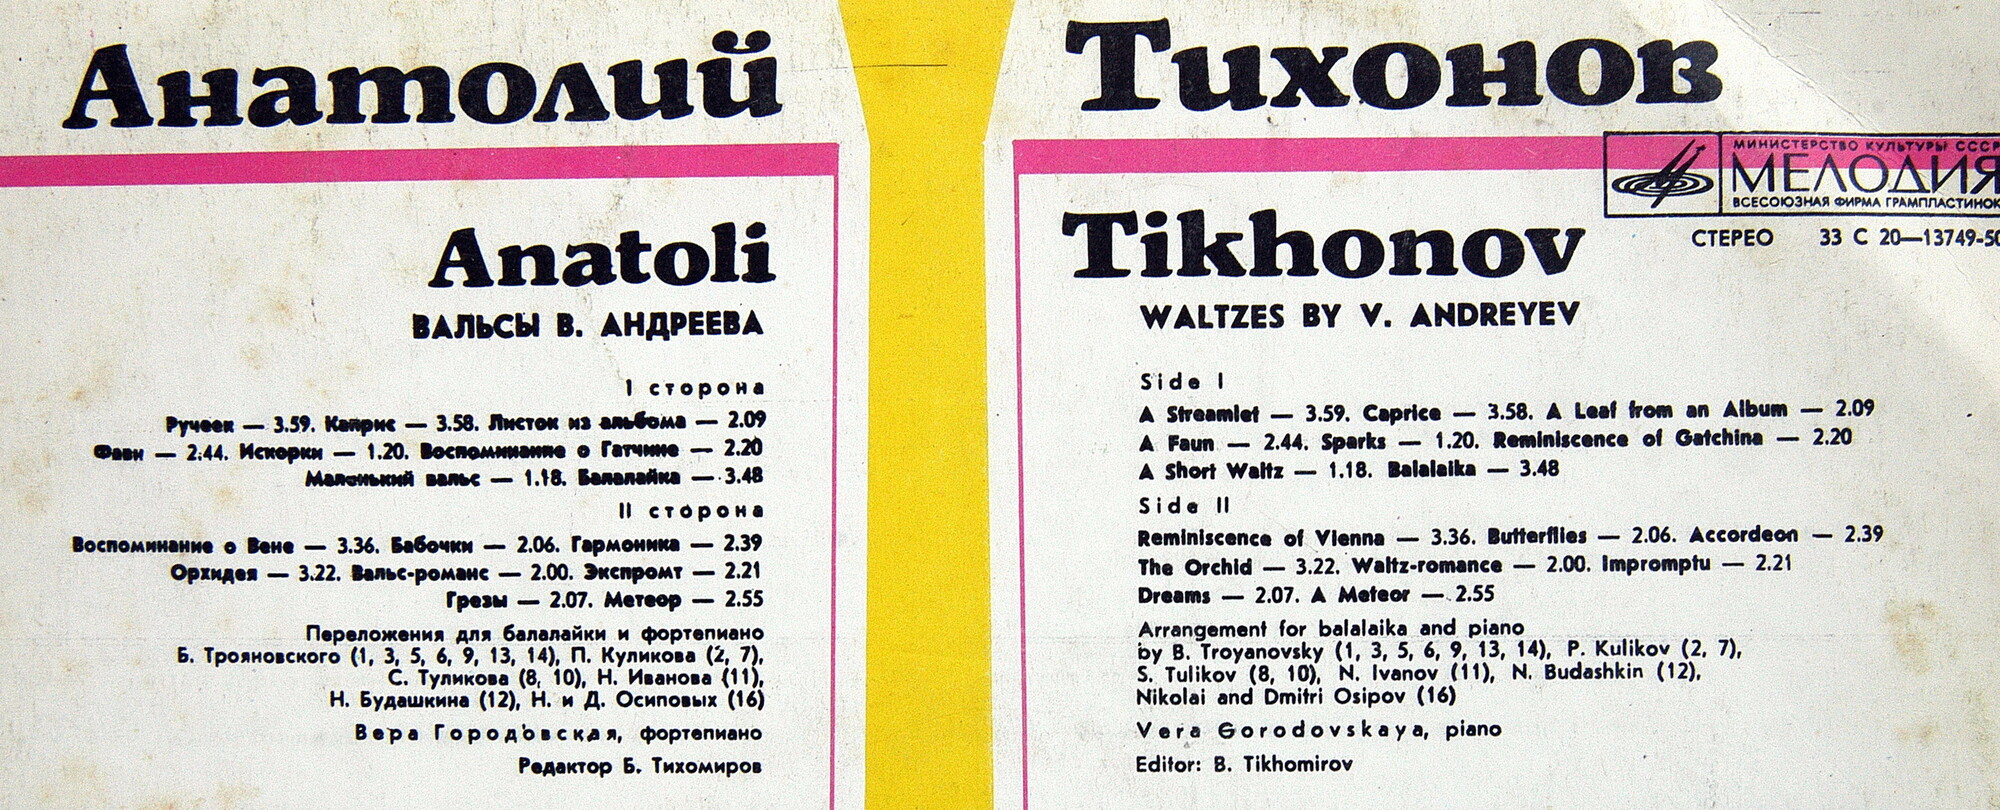 Анатолий
Тихонов
МИНИСТЕРСТВО КУЛЬТУРЫ СССР
МЕЛОДИЯ
ВСЕСОЮЗНАЯ ФИРМА ГРАМПЛАСТИНОК
СТЕРЕО 33 С 20—13749-50
Anatoli
ВАЛЬСЫ В. АНДРЕЕВА
I сторона
Ручеек — 3.59. Каприс — 3.58. Листок из альбома — 2.09
Фавн — 2.44. Искорки — 1.20. Воспоминание о Гатчине — 2.20
Маленький вальс — 1.18. Балалайка — 3.48
II сторона
Воспоминание о Вене — 3.36. Бабочки — 2.06. Гармоника — 2.39
Орхидея — 3.22. Вальс-романс — 2.00. Экспромт — 2.21
Грезы — 2.07. Метеор — 2.55
Переложения для балалайки и фортепиано
Б. Трояновского (1, 3, 5, 6, 9, 13, 14), П. Куликова (2, 7),
С. Туликова (8, 10), Н. Иванова (11),
Н. Будашкина (12), Н. и Д. Осиповых (16)
Вера Городовская, фортепиано
Редактор Б. Тихомиров
Tikhonov
WALTZES BY V. ANDREYEV
Side I
A Streamlet — 3.59. Caprice — 3.58. A Leaf from an Album — 2.09
A Faun — 2.44. Sparks — 1.20. Reminiscence of Gatchina — 2.20
A Short Waltz — 1.18. Balalaika — 3.48
Side II
Reminiscence of Vienna — 3.36. Butterflies — 2.06. Accordeon — 2.39
The Orchid — 3.22. Waltz-romance — 2.00. Impromptu — 2.21
Dreams — 2.07. A Meteor — 2.55
Arrangement for balalaika and piano
by B. Troyanovsky (1, 3, 5, 6, 9, 13, 14), P. Kulikov (2, 7),
S. Tulikov (8, 10), N. Ivanov (11), N. Budashkin (12),
Nikolai and Dmitri Osipov (16)
Vera Gorodovskaya, piano
Editor: B. Tikhomirov